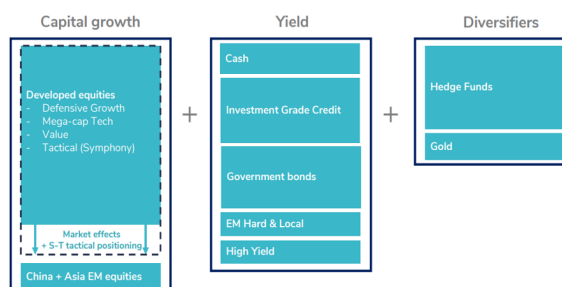 Capital growth
Yield
Diversifiers
Developed equities
- Defensive Growth
- Mega-cap Tech
- Value
- Tactical (Symphony)
Market effects
+ S-T tactical positioning
China + Asia EM equities
+
Cash
Investment Grade Credit
Government bonds
EM Hard & Local
High Yield
+
Hedge Funds
Gold